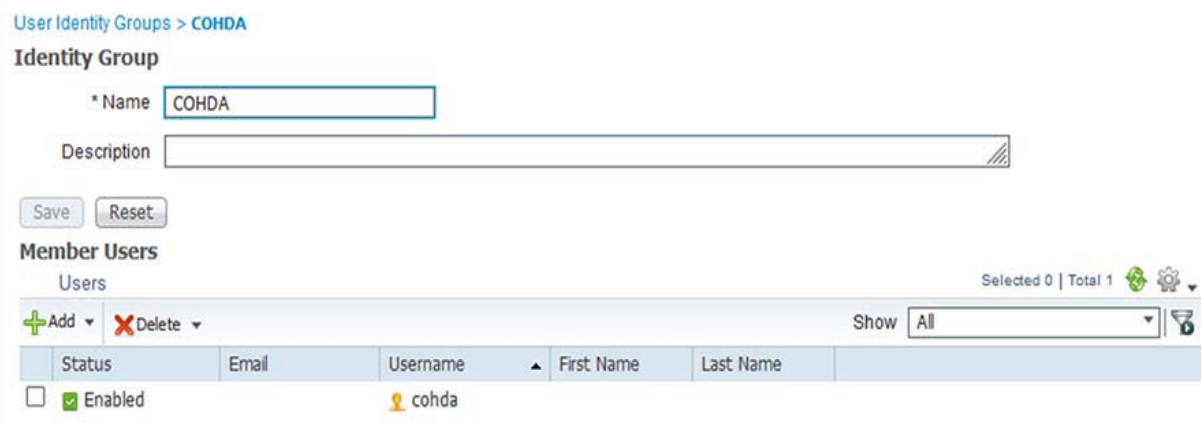 User Identity Groups > COHDA
Identity Group
* Name COHDA
Description
Save Reset
Member Users
Users
Selected 0 | Total 1
Add Delete Show All
Status Email Username First Name Last Name
Enabled cohda